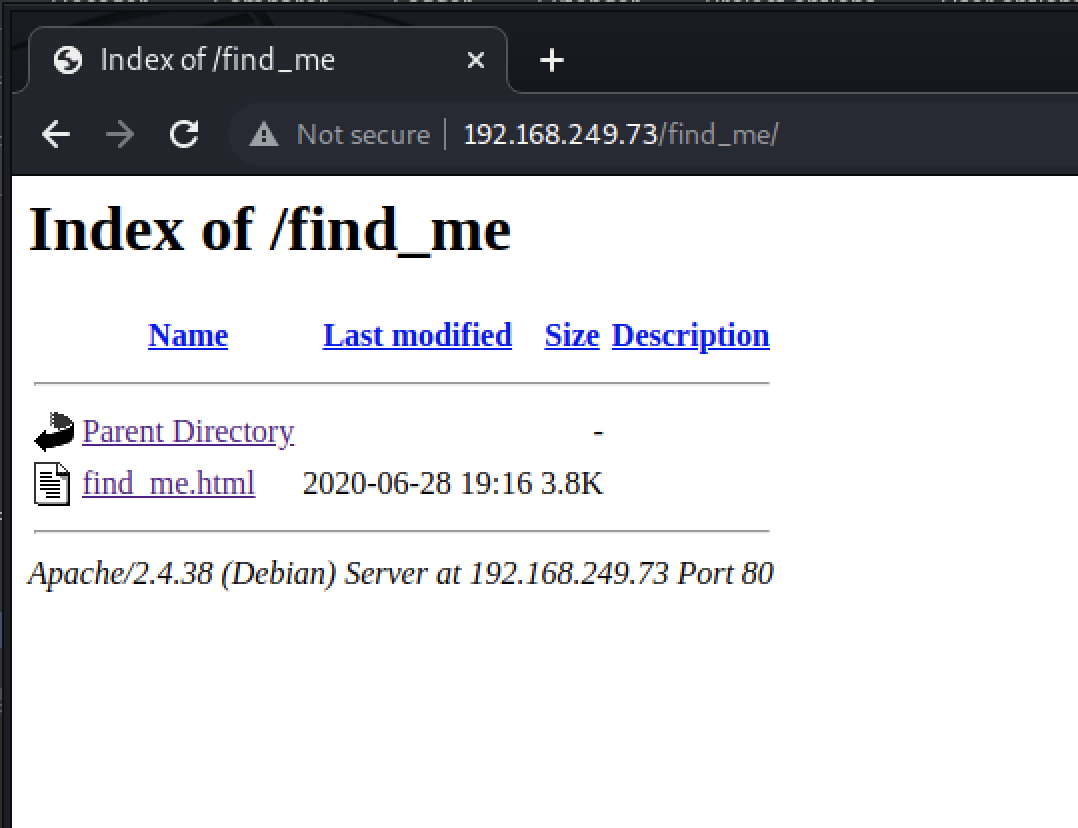 Index of /find_me
Not secure 192.168.249.73/find_me/
Index of /find_me
Name Last modified Size Description
Parent Directory -
find_me.html 2020-06-28 19:16 3.8K
Apache/2.4.38 (Debian) Server at 192.168.249.73 Port 80